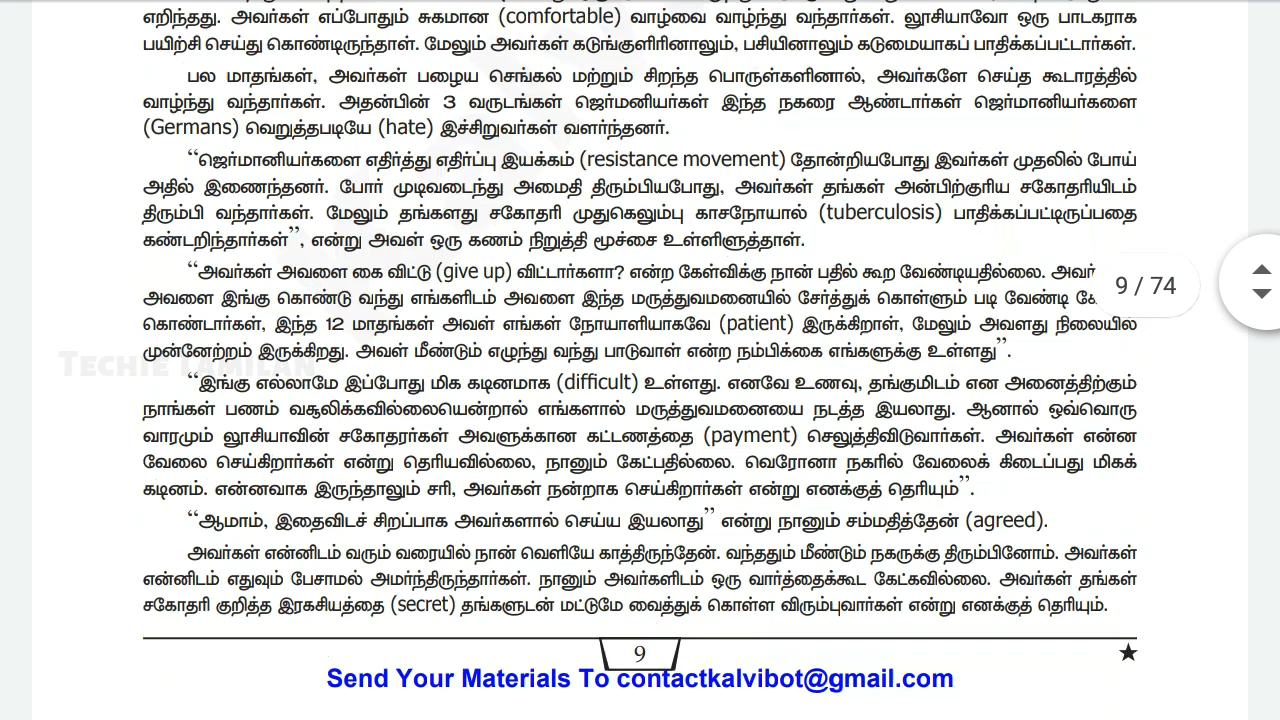 எறிந்தது. அவர்கள் எப்போதும் சுகமான (comfortable) வாழ்வை வாழ்ந்து வந்தார்கள். லூசியாவோ ஒரு பாடகராக
பயிற்சி செய்து கொண்டிருந்தாள். மேலும் அவர்கள் கடுங்குளிரினாலும், பசியினாலும் கடுமையாகப் பாதிக்கப்பட்டார்கள்.
பல மாதங்கள், அவர்கள் பழைய செங்கல் மற்றும் சிறந்த பொருள்களினால், அவர்களே செய்த கூடாரத்தில்
வாழ்ந்து வந்தார்கள். அதன்பின் 3 வருடங்கள் ஜெர்மனியர்கள் இந்த நகரை ஆண்டார்கள் ஜெர்மானியர்களை
(Germans) வெறுத்தபடியே (hate) இச்சிறுவர்கள் வளர்ந்தனர்.
“ஜெர்மானியர்களை எதிர்த்து எதிர்ப்பு இயக்கம் (resistance movement) தோன்றியபோது இவர்கள் முதலில் போய்
அதில் இணைந்தனர். போர் முடிவடைந்து அமைதி திரும்பியபோது, அவர்கள் தங்கள் அன்பிற்குரிய சகோதரியிடம்
திரும்பி வந்தார்கள். மேலும் தங்களது சகோதரி முதுகெலும்பு காசநோயால் (tuberculosis) பாதிக்கப்பட்டிருப்பதை
கண்டறிந்தார்கள்”, என்று அவள் ஒரு கணம் நிறுத்தி மூச்சை உள்ளிளுத்தாள்.
“அவர்கள் அவளை கை விட்டு (give up) விட்டார்களா? என்ற கேள்விக்கு நான் பதில் கூற வேண்டியதில்லை. அவர்
அவளை இங்கு கொண்டு வந்து எங்களிடம் அவளை இந்த மருத்துவமனையில் சேர்த்துக் கொள்ளும் படி வேண்டி கே
9 / 74
கொண்டார்கள், இந்த 12 மாதங்கள் அவள் எங்கள் நோயாளியாகவே (patient) இருக்கிறாள், மேலும் அவளது நிலையில்
முன்னேற்றம் இருக்கிறது. அவள் மீண்டும் எழுந்து வந்து பாடுவாள் என்ற நம்பிக்கை எங்களுக்கு உள்ளது”.
TECHIE TAMILAN
“இங்கு எல்லாமே இப்போது மிக கடினமாக (difficult) உள்ளது. எனவே உணவு, தங்குமிடம் என அனைத்திற்கும்
நாங்கள் பணம் வசூலிக்கவில்லையென்றால் எங்களால் மருத்துவமனையை நடத்த இயலாது. ஆனால் ஒவ்வொரு
வாரமும் லூசியாவின் சகோதரர்கள் அவளுக்கான கட்டணத்தை (payment) செலுத்திவிடுவார்கள். அவர்கள் என்ன
வேலை செய்கிறார்கள் என்று தெரியவில்லை, நானும் கேட்பதில்லை. வெரோனா நகரில் வேலைக் கிடைப்பது மிகக்
கடினம். என்னவாக இருந்தாலும் சரி, அவர்கள் நன்றாக செய்கிறார்கள் என்று எனக்குத் தெரியும்”.
“ஆமாம், இதைவிடச் சிறப்பாக அவர்களால் செய்ய இயலாது” என்று நானும் சம்மதித்தேன் (agreed).
அவர்கள் என்னிடம் வரும் வரையில் நான் வெளியே காத்திருந்தேன். வந்ததும் மீண்டும் நகருக்கு திரும்பினோம். அவர்கள்
என்னிடம் எதுவும் பேசாமல் அமர்ந்திருந்தார்கள். நானும் அவர்களிடம் ஒரு வார்த்தைக்கூட கேட்கவில்லை. அவர்கள் தங்கள்
சகோதரி குறித்த இரகசியத்தை (secret) தங்களுடன் மட்டுமே வைத்துக் கொள்ள விரும்புவார்கள் என்று எனக்குத் தெரியும்.
9
Send Your Materials To contactkalvibot@gmail.com